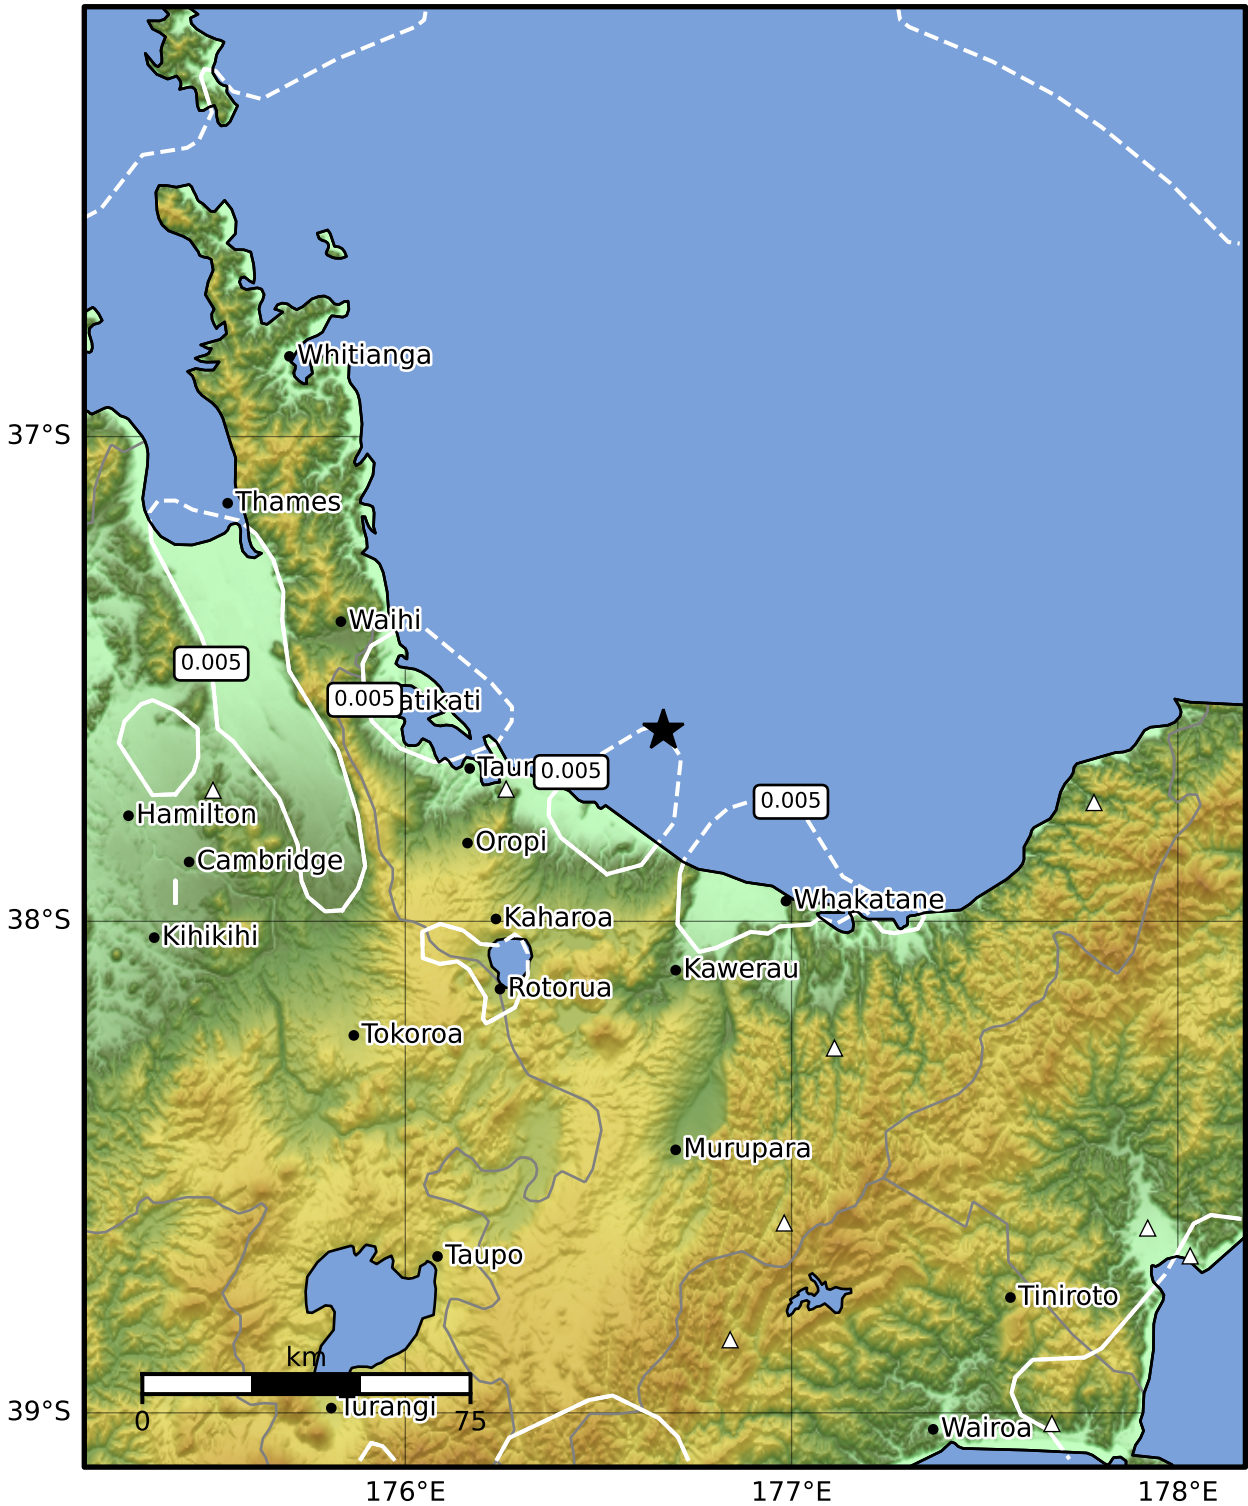 Whitianga
37°S
Thames
Waihi
0.005
0.005
atikati
Taur
0.005
0.005
Hamilton
Oropi
Cambridge
Whakatane
38°S
Kaharoa
Kihikihi
Kawerau
Rotorua
Tokoroa
Murupara
Taupo
Tiniroto
km
Turangi
39°S
0
75
Wairoa
176°E
177°E
178°E